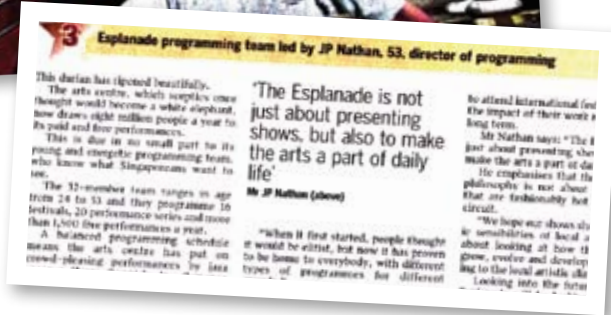 3
Esplanade programming team led by JP Nathan, 53, director of programming
This durian has ripened beautifully.
The arts centre, which sceptics once
thought would become a white elephant,
now draws eight million people a year to
its paid and free performances.
This is due in no small part to its
young and energetic programming team,
who know what Singaporeans want to
see.
The 32-member team ranges in age
from 24 to 53 and they programme 16
festivals, 20 performance series and more
than 1,500 free performances a year.
A balanced programming schedule
means the arts centre has put on
crowd-pleasing performances by jazz
'The Esplanade is not
just about presenting
shows, but also to make
the arts a part of daily
life'
Mr JP Nathan (above)
"When it first started, people thought
it would be elitist, but now it has proven
to be home to everybody, with different
types of programmes for different
to attend international fest
the impact of their work
long term.
Mr Nathan says: "The
just about presenting
make the arts a part of da
He emphasises that th
philosophy is not about
that are fashionably hot
circuit.
"We hope our shows
sensibilities of local
about looking at how
grow, evolve and develop
ing to the local artistic
Looking into the futur